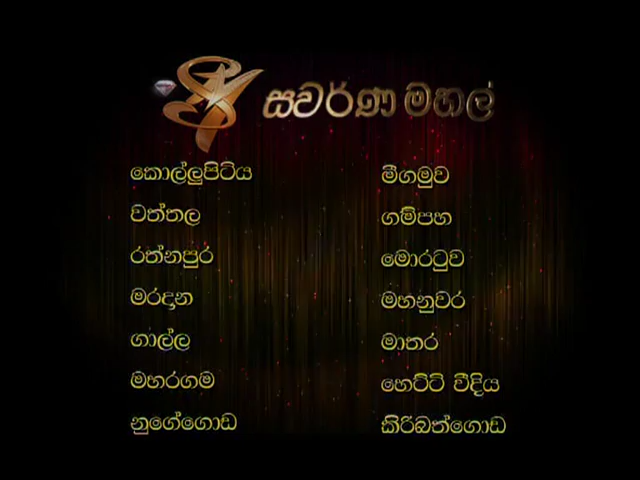 සවර්ණ මහල්
කොල්ලුපිටිය
වත්තල
රත්නපුර
මරදාන
ගාල්ල
මහරගම
නුගේගොඩ
මීගමුව
ගම්පහ
මොරටුව
මහනුවර
මාතර
හෙට්ටි වීදිය
කිරිබත්ගොඩ